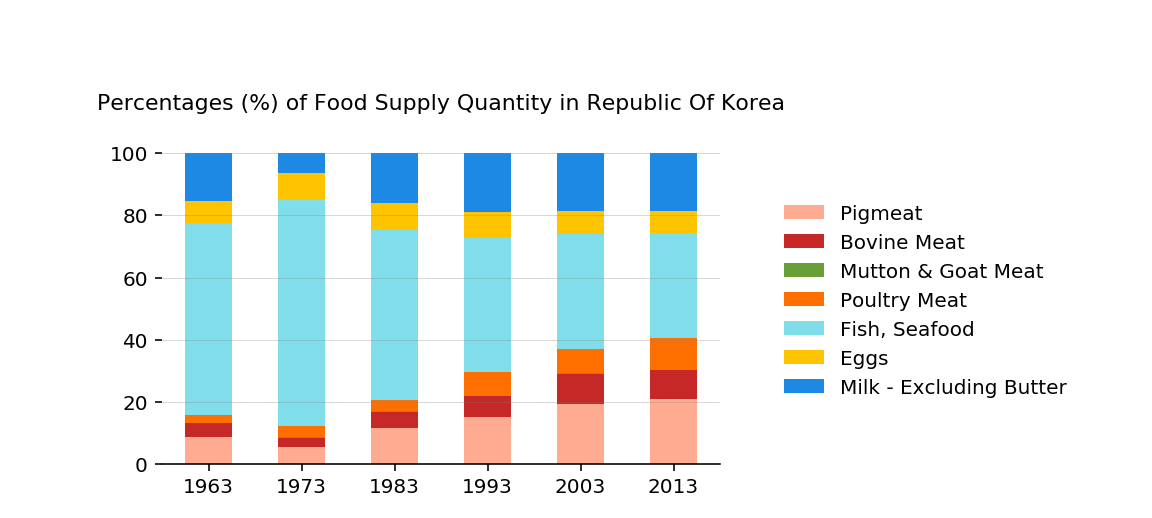 Percentages (%) of Food Supply Quantity in Republic Of Korea
100
80
60
40
20
0
1963 1973 1983 1993 2003 2013
Pigmeat
Bovine Meat
Mutton & Goat Meat
Poultry Meat
Fish, Seafood
Eggs
Milk - Excluding Butter